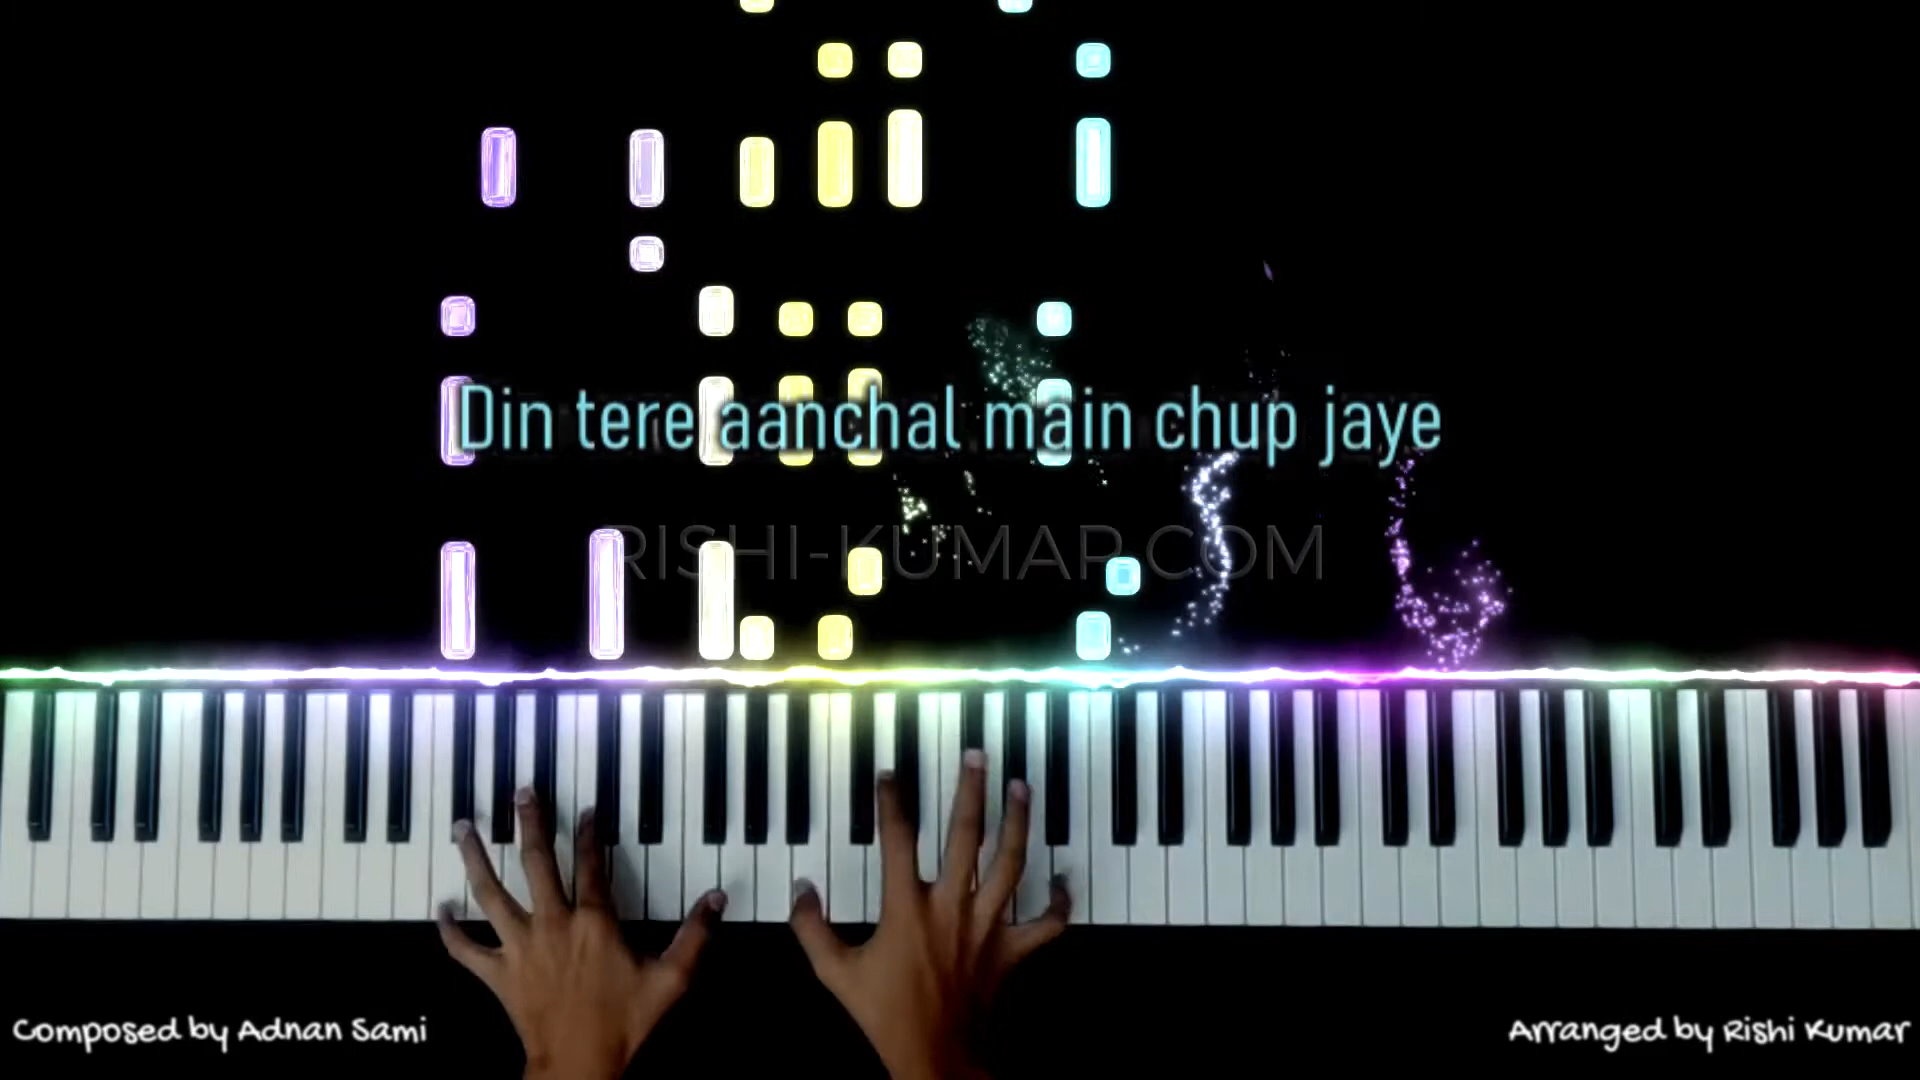 Din tere aanchal main chup jaye
RISHI-KUMAR.COM
Composed by Adnan Sami
Arranged by Rishi Kumar